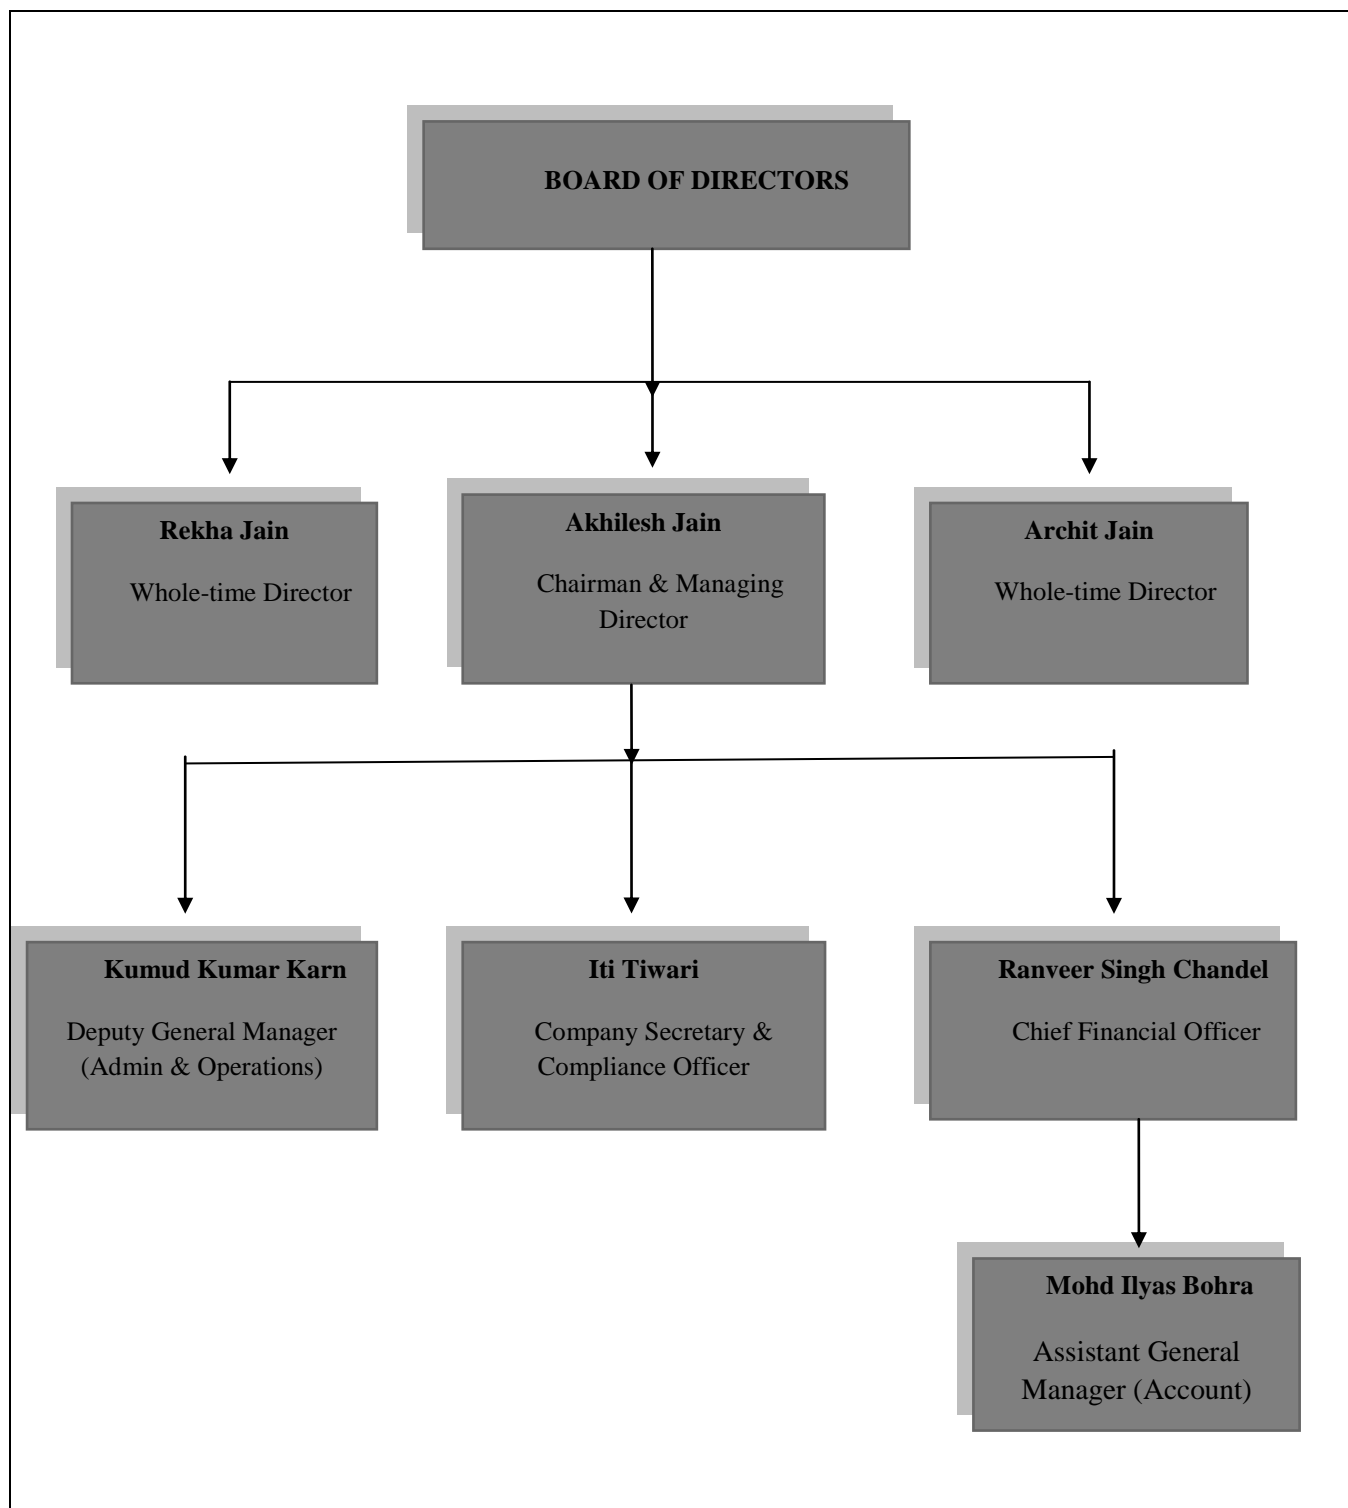 BOARD OF DIRECTORS
Rekha Jain
Whole-time Director
Akhilesh Jain
Chairman & Managing
Director
Archit Jain
Whole-time Director
Kumud Kumar Karn
Deputy General Manager
(Admin & Operations)
Iti Tiwari
Company Secretary &
Compliance Officer
Ranveer Singh Chandel
Chief Financial Officer
Mohd Ilyas Bohra
Assistant General
Manager (Account)